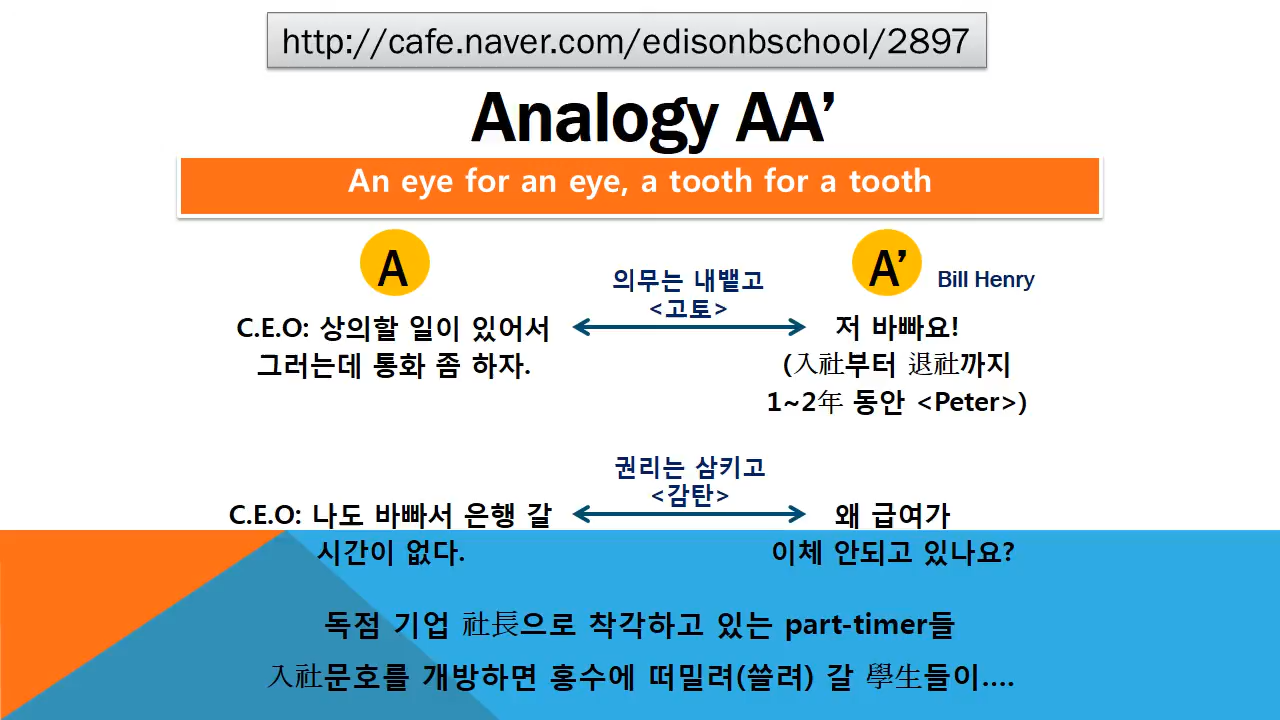 http://cafe.naver.com/edisonbschool/2897
Analogy AA’
An eye for an eye, a tooth for a tooth
A
A’
Bill Henry
의무는 내뱉고
<고토>
C.E.O: 상의할 일이 있어서
그러는데 통화 좀 하자.
저 바빠요!
(入社부터 退社까지
1~2年 동안 <Peter>)
권리는 삼키고
<감탄>
C.E.O: 나도 바빠서 은행 갈
시간이 없다.
왜 급여가
이체 안되고 있나요?
독점 기업 社長으로 착각하고 있는 part-timer들
入社문호를 개방하면 홍수에 떠밀려(쓸려) 갈 學生들이....